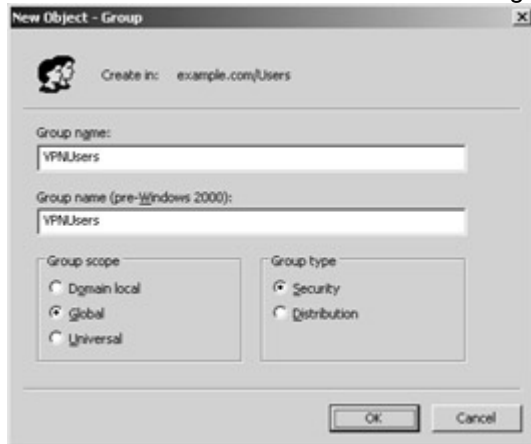 New Object - Group
Create in: example.com/Users
Group name:
VPNUsers
Group name (pre-Windows 2000):
VPNUsers
Group scope
Group type
Domain local
Security
Global
Distribution
Universal
OK
Cancel